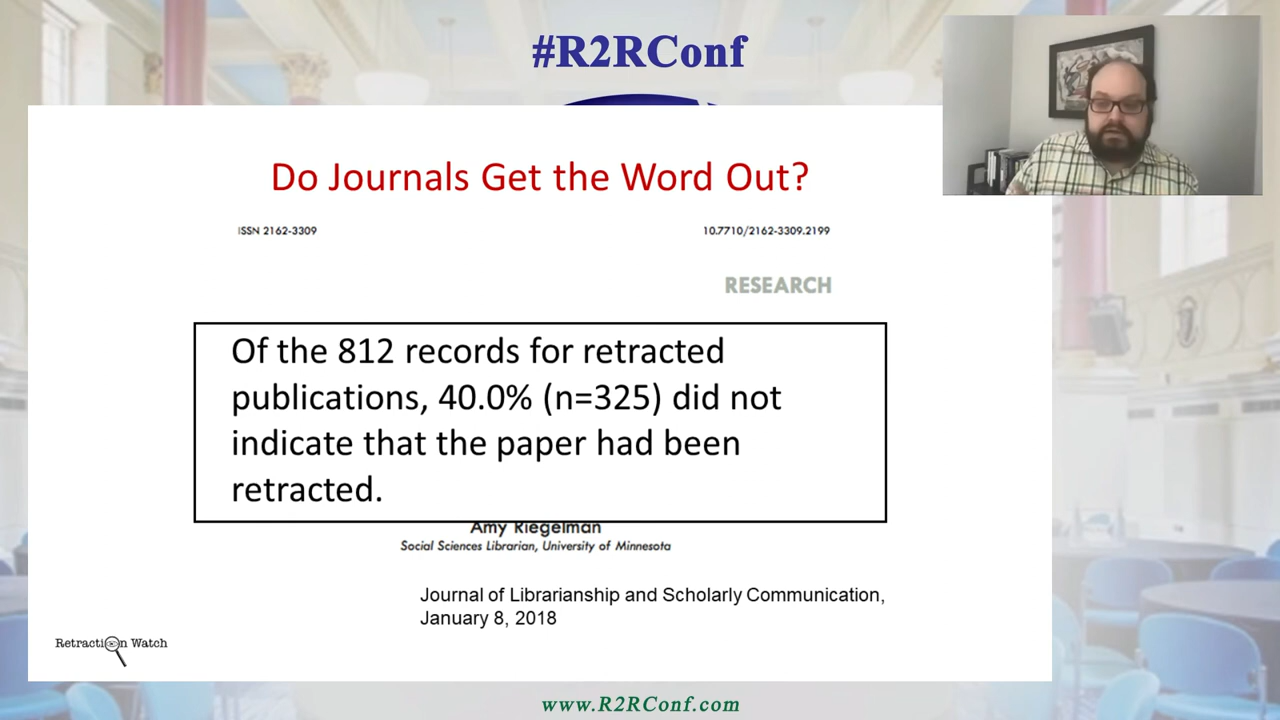 #R2RConf
Do Journals Get the Word Out?
ISSN 2162-3309 10.7710/2162-3309.2199
RESEARCH
Of the 812 records for retracted
publications, 40.0% (n=325) did not
indicate that the paper had been
retracted.
Amy Riegelman
Social Sciences Librarian, University of Minnesota
Journal of Librarianship and Scholarly Communication,
January 8, 2018
Retraction Watch
www.R2RConf.com